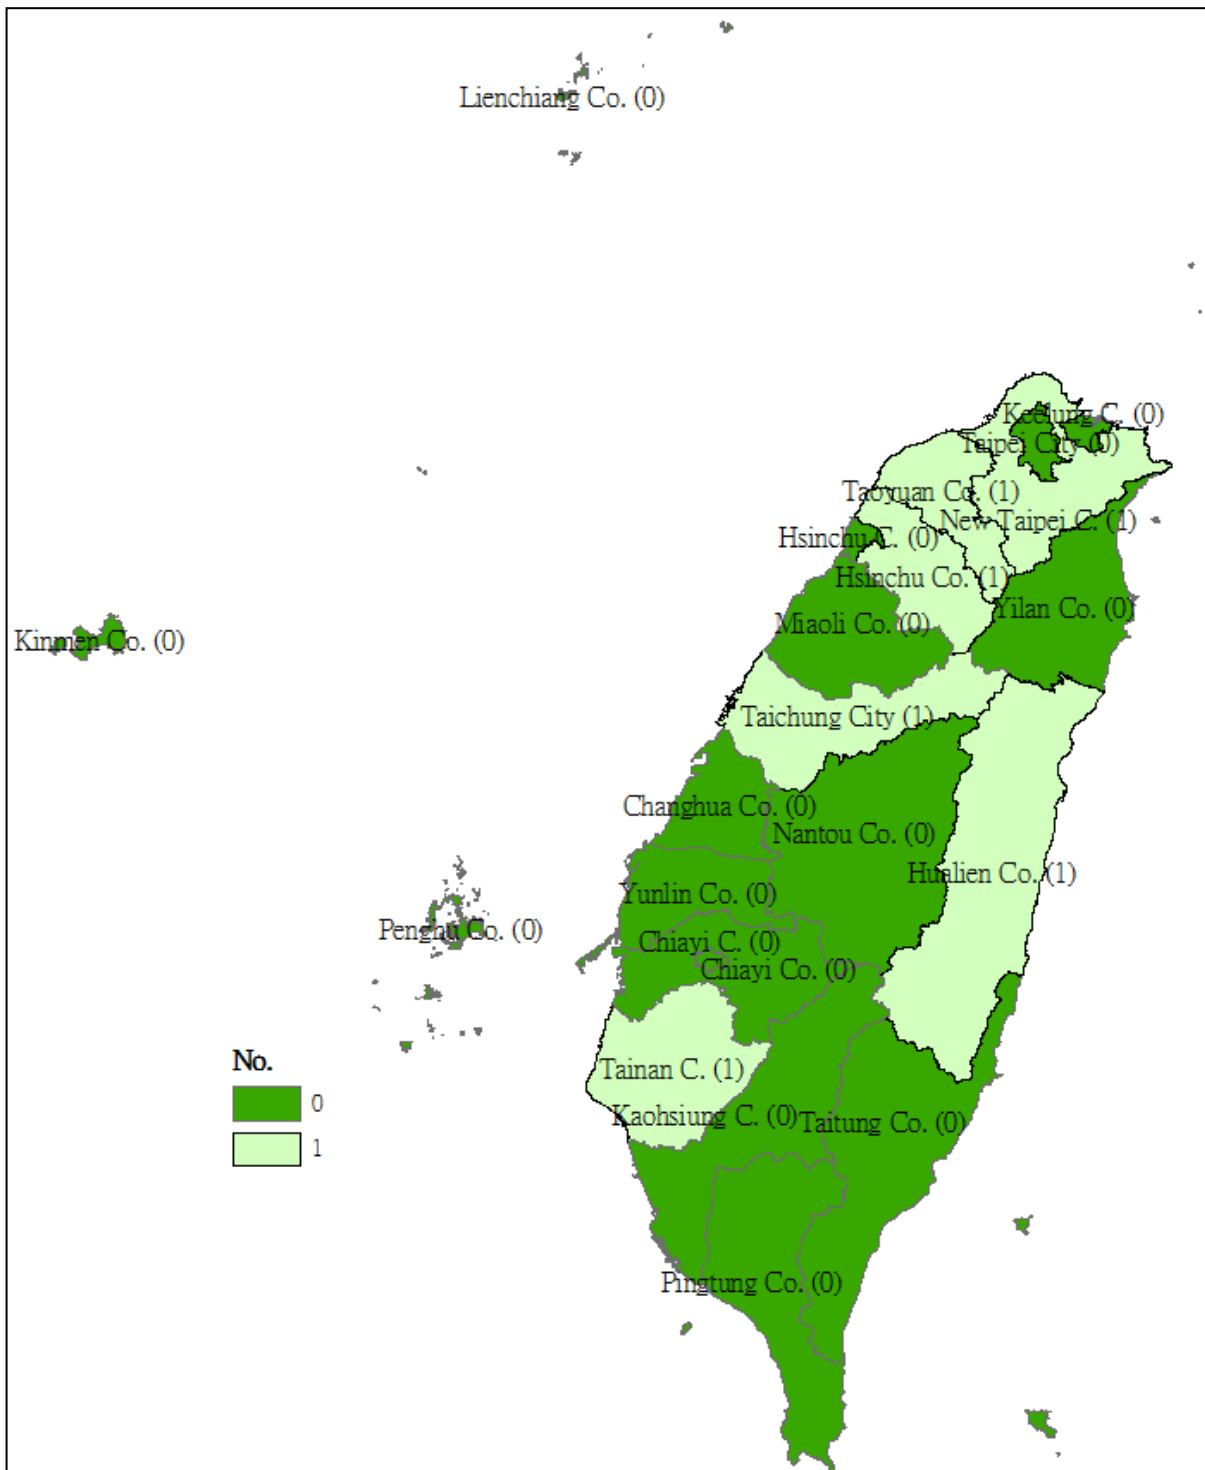 Lienchiang Co. (0)
Keelung C. (0)
Taipei City (0)
Taoyuan Co. (1)
New Taipei C. (1)
Hsinchu C. (0)
Hsinchu Co. (1)
Yilan Co. (0)
Miaoli Co. (0)
Kinmen Co. (0)
Taichung City (1)
Changhua Co. (0)
Nantou Co. (0)
Hualien Co. (1)
Yunlin Co. (0)
Penghu Co. (0)
Chiayi C. (0)
Chiayi Co. (0)
No.
0
1
Tainan C. (1)
Kaohsiung C. (0)
Taitung Co. (0)
Pingtung Co. (0)